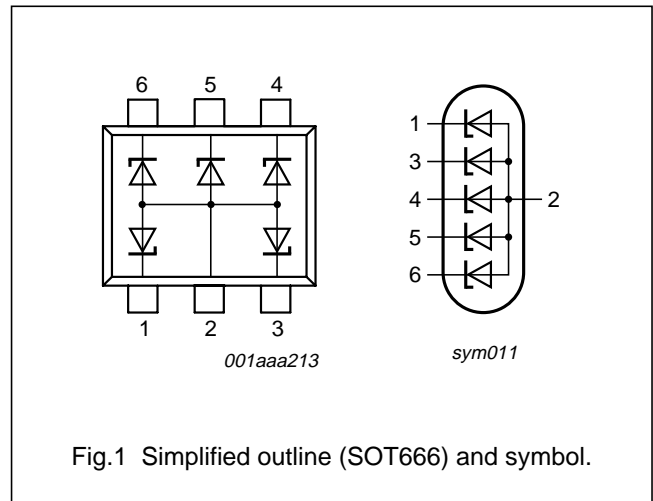 6 5 4
1 2 3
001aaa213
1
3
4 2
5
6
sym011
Fig.1 Simplified outline (SOT666) and symbol.